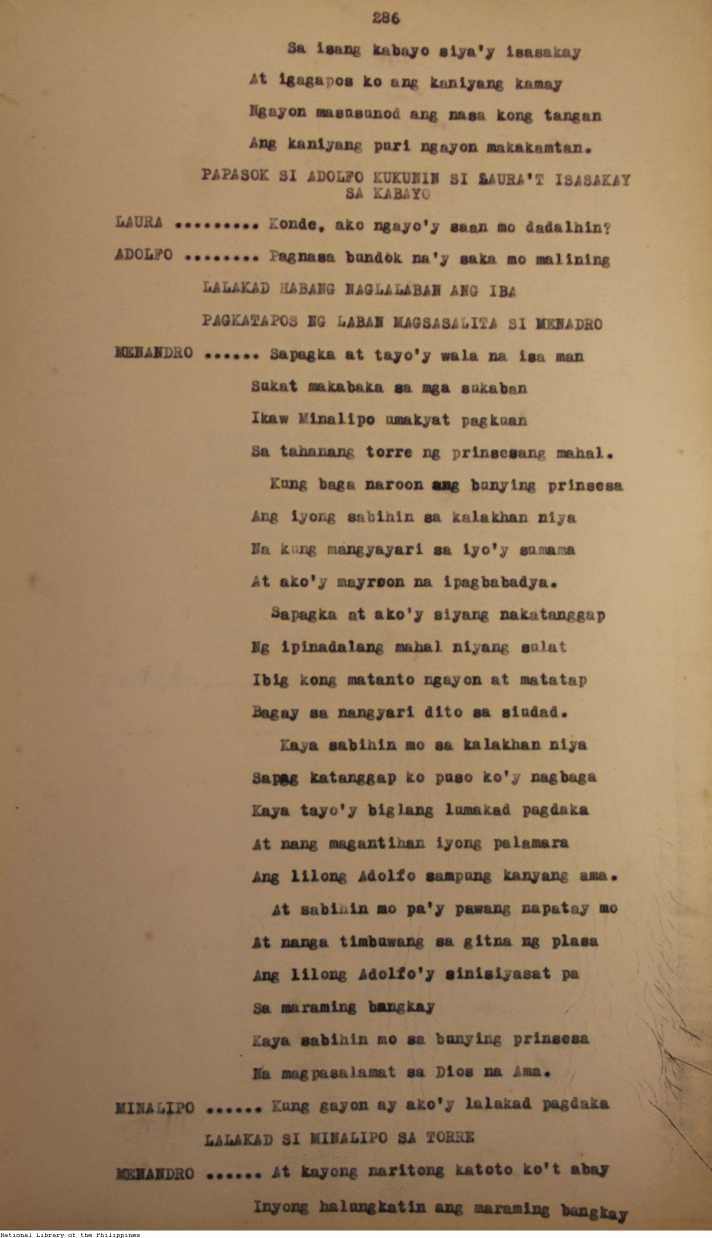 286
Sa isang kabayo siya'y isasakay
At igagapos ko ang kaniyang kamay
Ngayon masusunod ang nasa kong tangan
Ang kaniyang puri ngayon makakamtan.
PAPASOK SI ADOLFO KUKUNIN SI LAURA'T ISASAKAY
SA KABAYO
LAURA ......... Konde, ako ngayo'y saan mo dadalhin?
ADOLFO ........ Pagnasa bundok na'y saka mo malining
LALAKAD HABANG NAGLALABAN ANG IBA
PAGKATAPOS NG LABAN MAGSASALITA SI MENADRO
MENANDRO ...... Sapagka at tayo'y wala na isa man
Sukat makabaka sa mga sukaban
Ikaw Minalipo umakyat pagkuan
Sa tahanang torre ng prinsesang mahal.
Kung baga naroon ang bunying prinsesa
Ang iyong sabihin sa kalakhan niya
Na kung mangyayari sa iyo'y sumama
At ako'y mayroon na ipagbabadya.
Sapagka at ako'y siyang nakatanggap
Ng ipinadalang mahal niyang sulat
Ibig kong matanto ngayon at matatap
Bagay sa nangyari dito sa siudad.
Kaya sabihin mo sa kalakhan niya
Sapag katanggap ko puso ko'y nagbaga
Kaya tayo'y biglang lumakad pagdaka
At nang magantihan iyong palamara
Ang lilong Adolfo sampung kanyang ama.
At sabihin mo pa'y pawang napatay mo
At nanga timbuwang sa gitna ng plasa
Ang lilong Adolfo'y sinisiyasat pa
Sa maraming bangkay
Kaya sabihin mo sa bunying prinsesa
Na magpasalamat sa Dios na Ama.
MINALIPO ...... Kung gayon ay ako'y lalakad pagdaka
LALAKAD SI MINALIPO SA TORRE
MENANDRO ...... At kayong naritong katoto ko't abay
Inyong halungkatin ang maraming bangkay
National Library of the Philippines